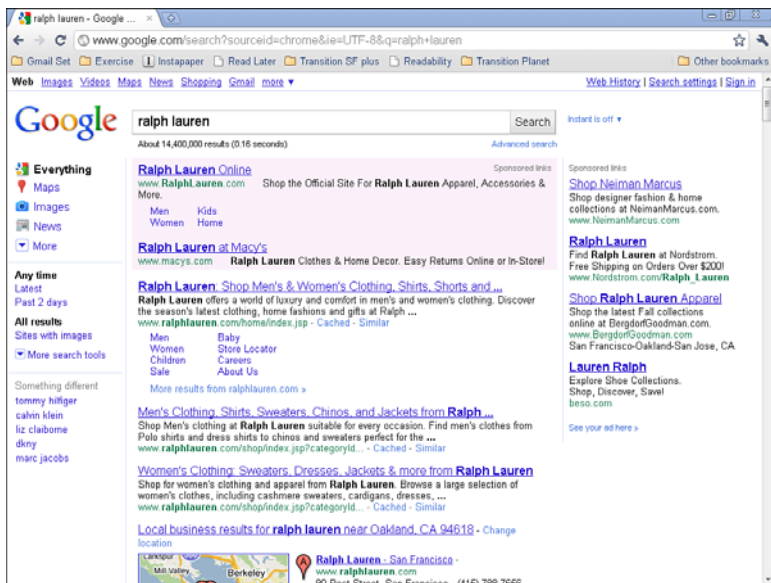 ralph lauren - Google ...
www.google.com/search?sourceid=chrome&ie=UTF-8&q=ralph+lauren
Gmail Set Exercise Instapaper Read Later Transition SF plus Readability Transition Planet Other bookmarks
Web Images Videos Maps News Shopping Gmail more ▼ Web History | Search settings | Sign in
Google
ralph lauren
Search
Instant is off ▼
About 14,400,000 results (0.16 seconds)
Advanced search
Everything
Maps
Images
News
More
Any time
Latest
Past 2 days
All results
Sites with images
More search tools
Something different
tommy hilfiger
calvin klein
liz claiborne
dkny
marc jacobs
Ralph Lauren Online
Sponsored links
www.RalphLauren.com Shop the Official Site For Ralph Lauren Apparel, Accessories &
More.
Men Kids
Women Home
Ralph Lauren at Macy's
www.macys.com Ralph Lauren Clothes & Home Decor. Easy Returns Online or In-Store!
Ralph Lauren: Shop Men's & Women's Clothing, Shirts, Shorts and ...
Ralph Lauren offers a world of luxury and comfort in men's and women's clothing. Discover
the season's latest clothing, home fashions and gifts at Ralph ...
www.ralphlauren.com/home/index.jsp - Cached - Similar
Men Baby
Women Store Locator
Children Careers
Sale About Us
More results from ralphlauren.com »
Men's Clothing, Shirts, Sweaters, Chinos, and Jackets from Ralph ...
Shop Men's clothing at Ralph Lauren suitable for every occasion. Find men's clothes from
Polo shirts and dress shirts to chinos and sweaters perfect for the ...
www.ralphlauren.com/shop/index.jsp?categoryId... - Cached - Similar
Women's Clothing: Sweaters, Dresses, Jackets & more from Ralph Lauren
Shop for women's clothing and apparel from Ralph Lauren. Browse a large selection of
women's clothes, including cashmere sweaters, cardigans, dresses, ...
www.ralphlauren.com/shop/index.jsp?categoryId... - Cached - Similar
Local business results for ralph lauren near Oakland, CA 94618 - Change
location
Mill Valley
Berkeley
A
Ralph Lauren - San Francisco -
www.ralphlauren.com
Sponsored links
Shop Neiman Marcus
Shop designer fashion & home
collections at NeimanMarcus.com.
www.NeimanMarcus.com
Ralph Lauren
Find Ralph Lauren at Nordstrom.
Free Shipping on Orders Over $200!
www.Nordstrom.com/Ralph_Lauren
Shop Ralph Lauren Apparel
Shop the latest Fall collections
online at BergdorfGoodman.com.
www.BergdorfGoodman.com
San Francisco-Oakland-San Jose, CA
Lauren Ralph
Explore Shoe Collections.
Shop, Discover, Save!
beso.com
See your ad here »